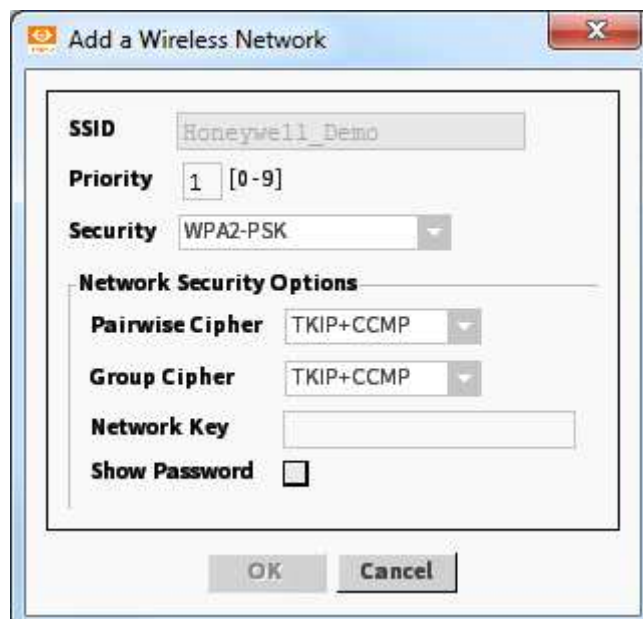 Add a Wireless Network
SSID Honeywell_Demo
Priority 1 [0-9]
Security WPA2-PSK
Network Security Options
Pairwise Cipher TKIP+CCMP
Group Cipher TKIP+CCMP
Network Key
Show Password
OK Cancel